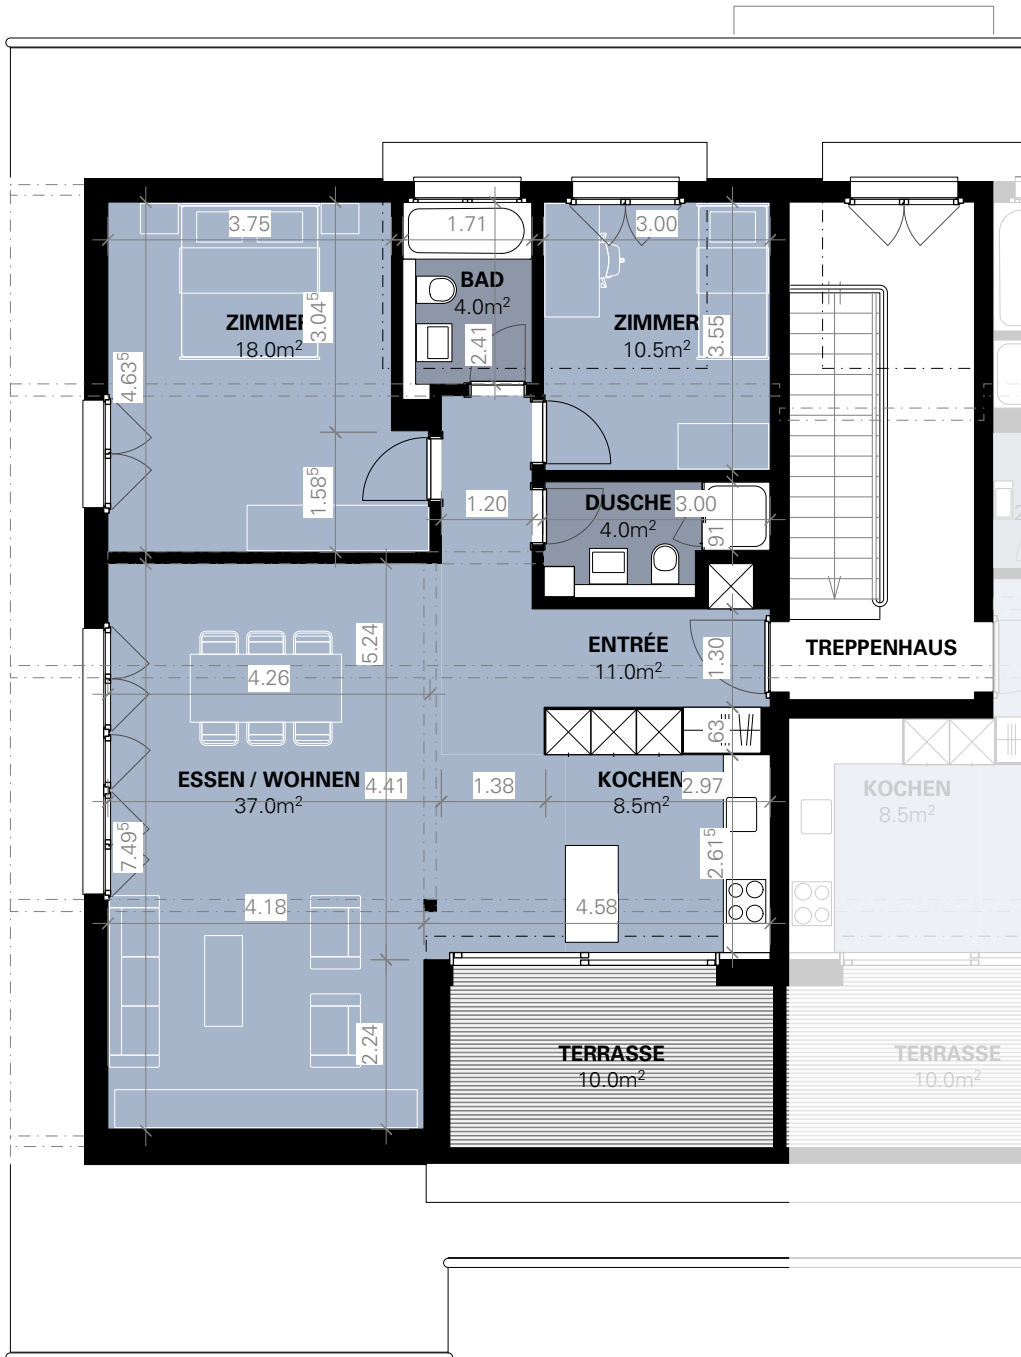 3.75
1.71
3.00
BAD
4.0m²
ZIMMER
18.0m²
3.04⁵
ZIMMER
10.5m²
3.55
2.41
4.63⁵
1.58⁵
1.20
DUSCHE
3.00
4.0m²
91
5.24
ENTRÉE
11.0m²
1.30
TREPPENHAUS
4.26
63
ESSEN / WOHNEN
37.0m²
4.41
1.38
KOCHEN
8.5m²
2.97
KOCHEN
8.5m²
7.49⁵
2.61⁵
4.18
4.58
2.24
TERRASSE
10.0m²
TERRASSE
10.0m²